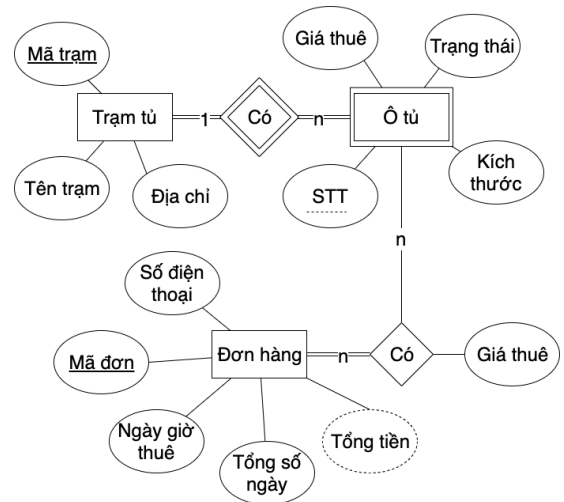 Mã trạm
Giá thuê
Trạng thái
Trạm tủ
1
Có
n
Ô tủ
Tên trạm
Địa chỉ
STT
Kích
thước
n
Số điện
thoại
Mã đơn
Đơn hàng
n
Có
Giá thuê
Ngày giờ
thuê
Tổng số
ngày
Tổng tiền